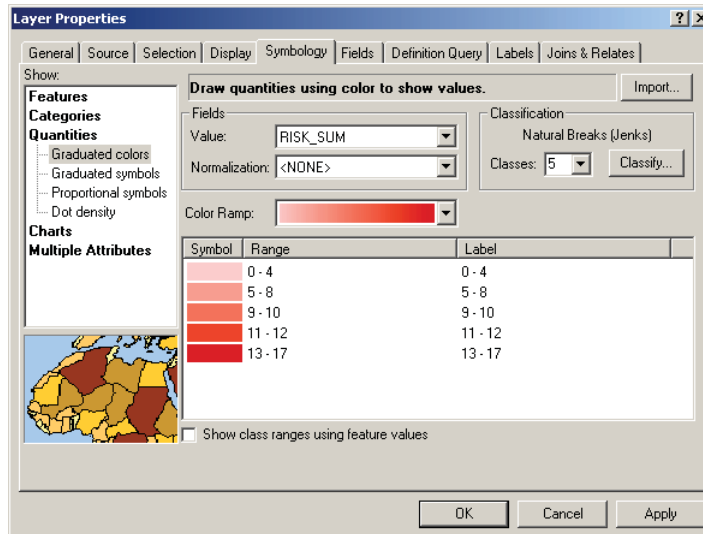 Layer Properties
General Source Selection Display Symbology Fields Definition Query Labels Joins & Relates
Show:
Features
Categories
Quantities
Graduated colors
Graduated symbols
Proportional symbols
Dot density
Charts
Multiple Attributes
Draw quantities using color to show values.
Import...
Fields
Value: RISK_SUM
Normalization: <NONE>
Classification
Natural Breaks (Jenks)
Classes: 5 Classify...
Color Ramp:
Symbol Range Label
0 - 4 0 - 4
5 - 8 5 - 8
9 - 10 9 - 10
11 - 12 11 - 12
13 - 17 13 - 17
Show class ranges using feature values
OK Cancel Apply